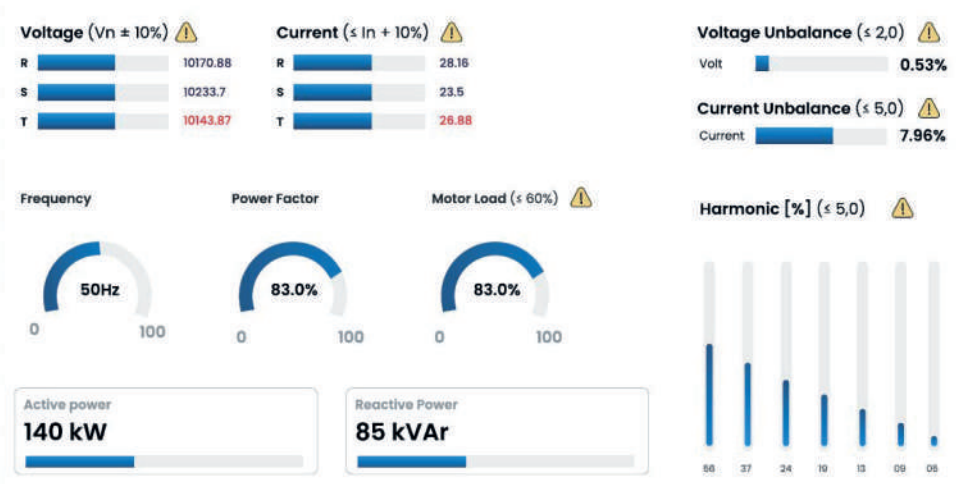 Voltage (Vn ± 10%)
R 10170.88
S 10233.7
T 10143.87
Current (≤ In + 10%)
R 28.16
S 23.5
T 26.88
Voltage Unbalance (≤ 2,0)
Volt 0.53%
Current Unbalance (≤ 5,0)
Current 7.96%
Frequency
50Hz
0 100
Power Factor
83.0%
0 100
Motor Load (≤ 60%)
83.0%
0 100
Harmonic [%] (≤ 5,0)
56 37 24 19 13 09 05
Active power
140 kW
Reactive Power
85 kVAr